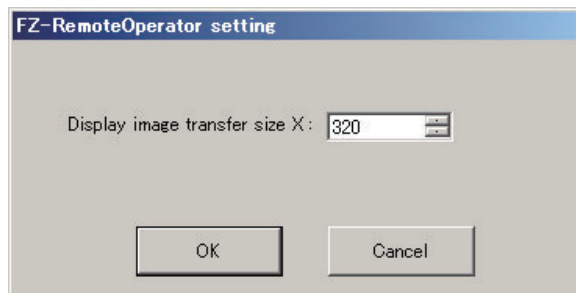 FZ-RemoteOperator setting
Display image transfer size X: 320
OK
Cancel